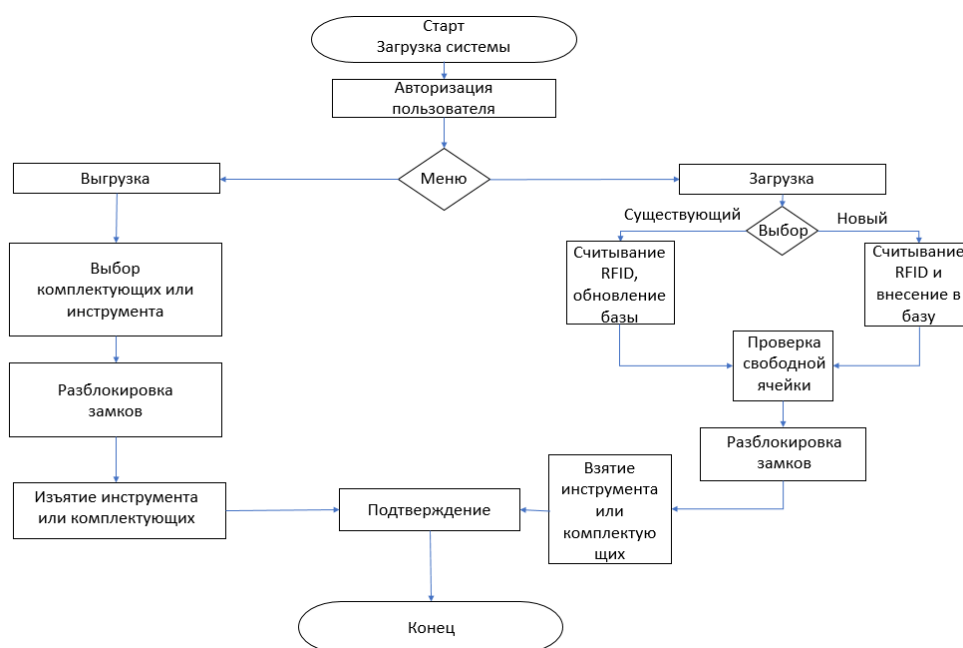 Старт
Загрузка системы
Авторизация
пользователя
Меню
Выгрузка
Загрузка
Существующий
Выбор
Новый
Выбор
комплектующих или
инструмента
Считывание
RFID,
обновление
базы
Считывание
RFID и
внесение в
базу
Проверка
свободной
ячейки
Разблокировка
замков
Разблокировка
замков
Изъятие инструмента
или комплектующих
Подтверждение
Взятие
инструмента
или
комплектую
щих
Конец